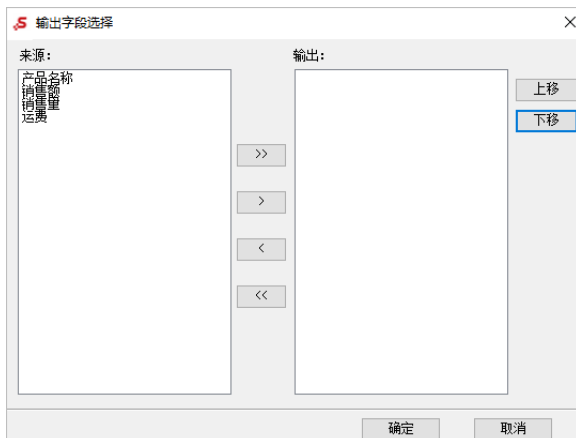 输出字段选择
来源:
输出:
产品名称
销售额
销售量
运费
上移
下移
>>
>
<
<<
确定
取消